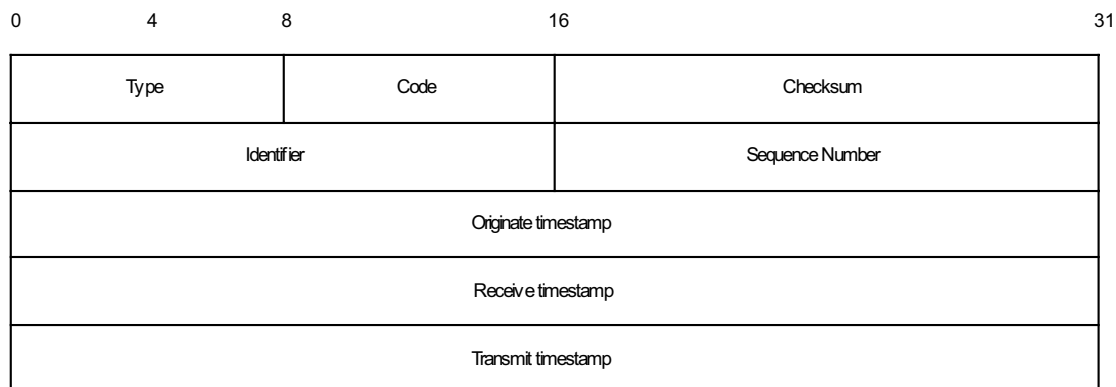 0 4 8 16 31
Type Code Checksum
Identifier Sequence Number
Originate timestamp
Receive timestamp
Transmit timestamp